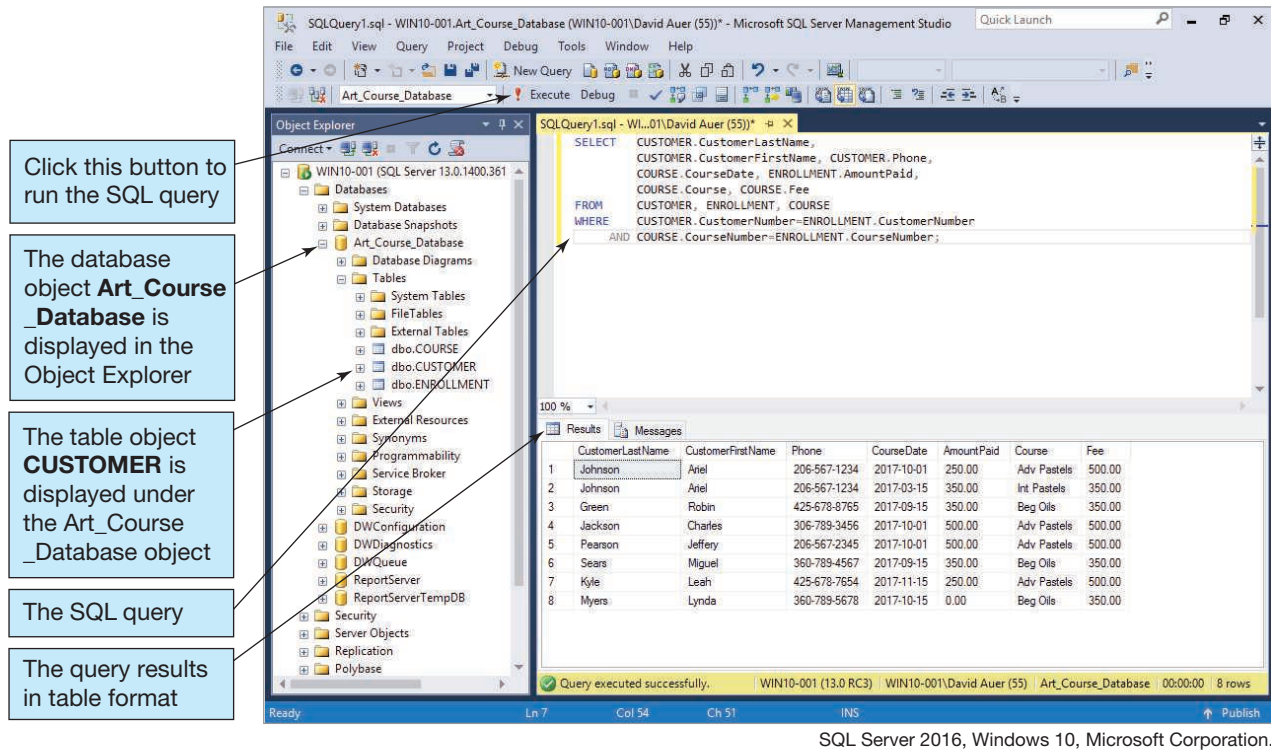 SQLQuery1.sql - WIN10-001.Art_Course_Database (WIN10-001\David Auer (55))* - Microsoft SQL Server Management Studio
Quick Launch
File Edit View Query Project Debug Tools Window Help
New Query
Art_Course_Database
Execute Debug
Click this button to
run the SQL query
The database
object Art_Course
_Database is
displayed in the
Object Explorer
The table object
CUSTOMER is
displayed under
the Art_Course
_Database object
The SQL query
The query results
in table format
Object Explorer
Connect
WIN10-001 (SQL Server 13.0.1400.361
Databases
System Databases
Database Snapshots
Art_Course_Database
Database Diagrams
Tables
System Tables
FileTables
External Tables
dbo.COURSE
dbo.CUSTOMER
dbo.ENROLLMENT
Views
External Resources
Synonyms
Programmability
Service Broker
Storage
Security
DWConfiguration
DWDiagnostics
DWQueue
ReportServer
ReportServerTempDB
Security
Server Objects
Replication
Polybase
SQLQuery1.sql - WI...01\David Auer (55))*
SELECT CUSTOMER.CustomerLastName,
CUSTOMER.CustomerFirstName, CUSTOMER.Phone,
COURSE.CourseDate, ENROLLMENT.AmountPaid,
COURSE.Course, COURSE.Fee
FROM CUSTOMER, ENROLLMENT, COURSE
WHERE CUSTOMER.CustomerNumber=ENROLLMENT.CustomerNumber
AND COURSE.CourseNumber=ENROLLMENT.CourseNumber;
100 %
Results Messages
CustomerLastName CustomerFirstName Phone CourseDate AmountPaid Course Fee
1 Johnson Ariel 206-567-1234 2017-10-01 250.00 Adv Pastels 500.00
2 Johnson Ariel 206-567-1234 2017-03-15 350.00 Int Pastels 350.00
3 Green Robin 425-678-8765 2017-09-15 350.00 Beg Oils 350.00
4 Jackson Charles 306-789-3456 2017-10-01 500.00 Adv Pastels 500.00
5 Pearson Jeffery 206-567-2345 2017-10-01 500.00 Adv Pastels 500.00
6 Sears Miguel 360-789-4567 2017-09-15 350.00 Beg Oils 350.00
7 Kyle Leah 425-678-7654 2017-11-15 250.00 Adv Pastels 500.00
8 Myers Lynda 360-789-5678 2017-10-15 0.00 Beg Oils 350.00
Query executed successfully. WIN10-001 (13.0 RC3) WIN10-001\David Auer (55) Art_Course_Database 00:00:00 8 rows
Ready Ln 7 Col 54 Ch 51 INS Publish
SQL Server 2016, Windows 10, Microsoft Corporation.